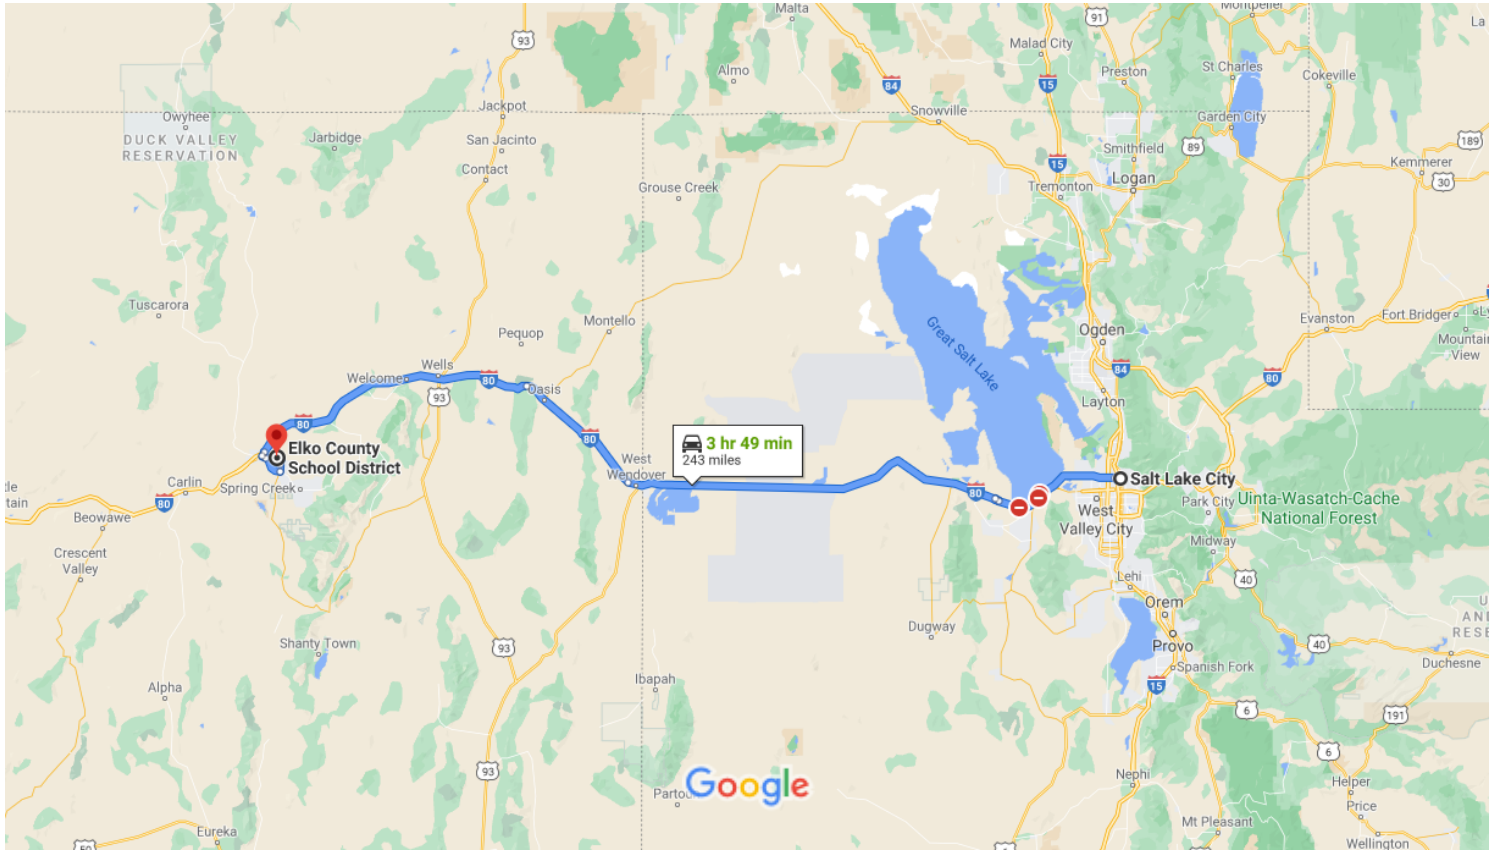 Malta
91
Montpelier
La
93
Malad City
St Charles
Almo
Preston
Cokeville
84
15
Jackpot
Snowville
Garden City
Owyhee
DUCK VALLEY
RESERVATION
Jarbidge
San Jacinto
Smithfield
89
189
Contact
15
Logan
Kemmerer
30
Grouse Creek
Tremonton
Tuscarora
Montello
Pequop
Great Salt Lake
Ogden
Evanston
Fort Bridger
Mountain
View
Wells
Welcome
80
93
Oasis
84
80
Layton
80
80
Elko County
School District
3 hr 49 min
243 miles
West
Wendover
Carlin
Spring Creek
80
80
Salt Lake City
Uinta-Wasatch-Cache
National Forest
Park City
West
Valley City
Beowawe
Crescent
Valley
Midway
Lehi
40
Orem
Dugway
Provo
Shanty Town
93
40
Duchesne
Spanish Fork
Ibapah
15
Alpha
6
191
93
6
Google
Nephi
Helper
Price
Mt Pleasant
Wellington
Eureka
50
6